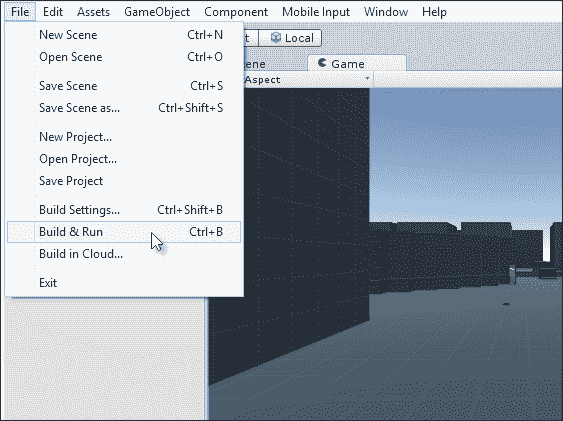 File Edit Assets GameObject Component Mobile Input Window Help
New Scene Ctrl+N
Open Scene Ctrl+O
Save Scene Ctrl+S
Save Scene as... Ctrl+Shift+S
New Project...
Open Project...
Save Project
Build Settings... Ctrl+Shift+B
Build & Run Ctrl+B
Build in Cloud...
Exit
Local
Game
Aspect